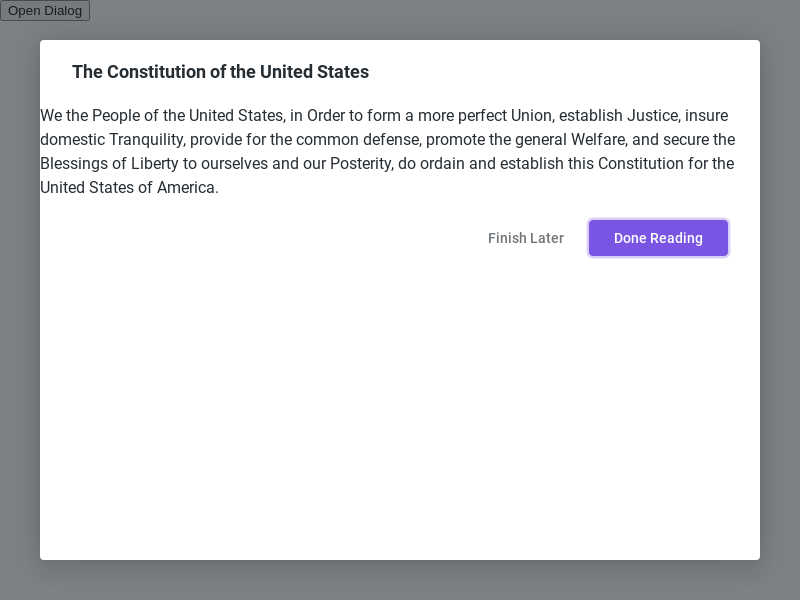 Open Dialog
The Constitution of the United States
We the People of the United States, in Order to form a more perfect Union, establish Justice, insure
domestic Tranquility, provide for the common defense, promote the general Welfare, and secure the
Blessings of Liberty to ourselves and our Posterity, do ordain and establish this Constitution for the
United States of America.
Finish Later
Done Reading